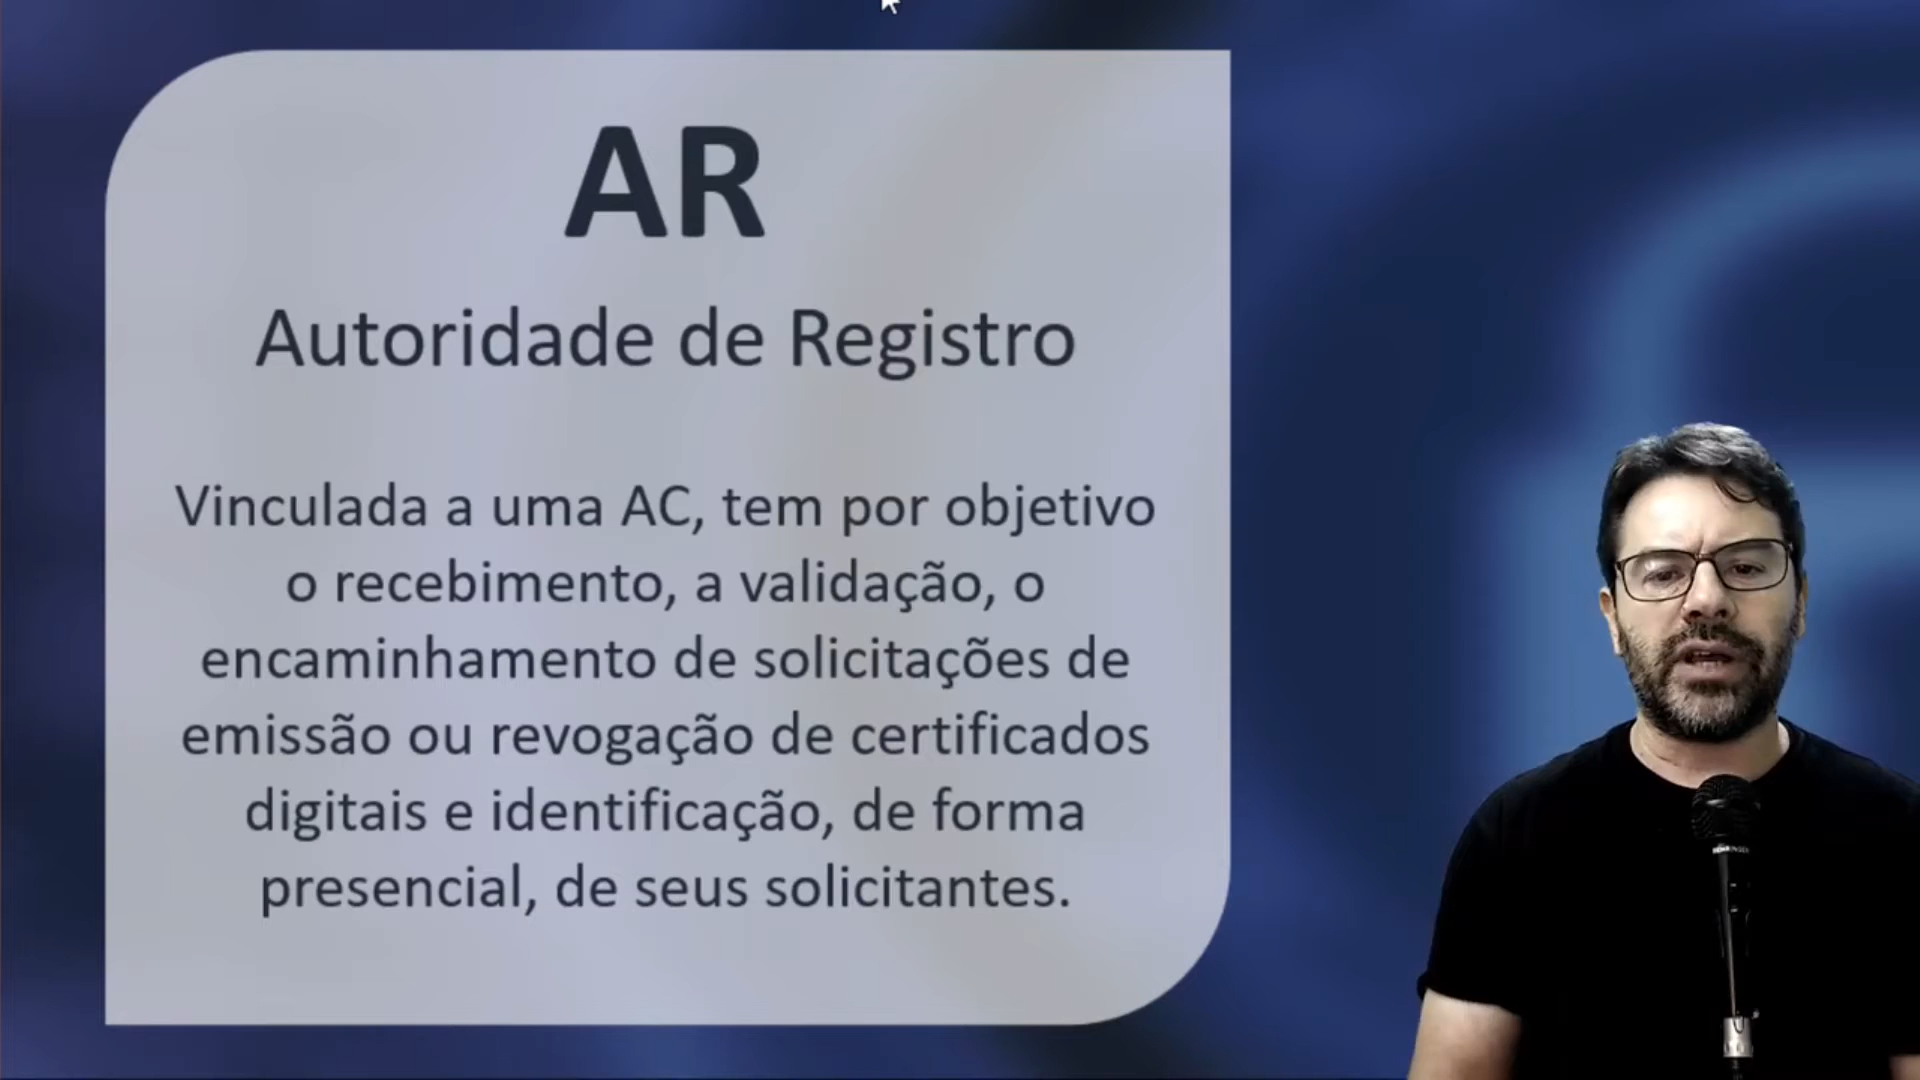 AR
Autoridade de Registro
Vinculada a uma AC, tem por objetivo
o recebimento, a validação, o
encaminhamento de solicitações de
emissão ou revogação de certificados
digitais e identificação, de forma
presencial, de seus solicitantes.